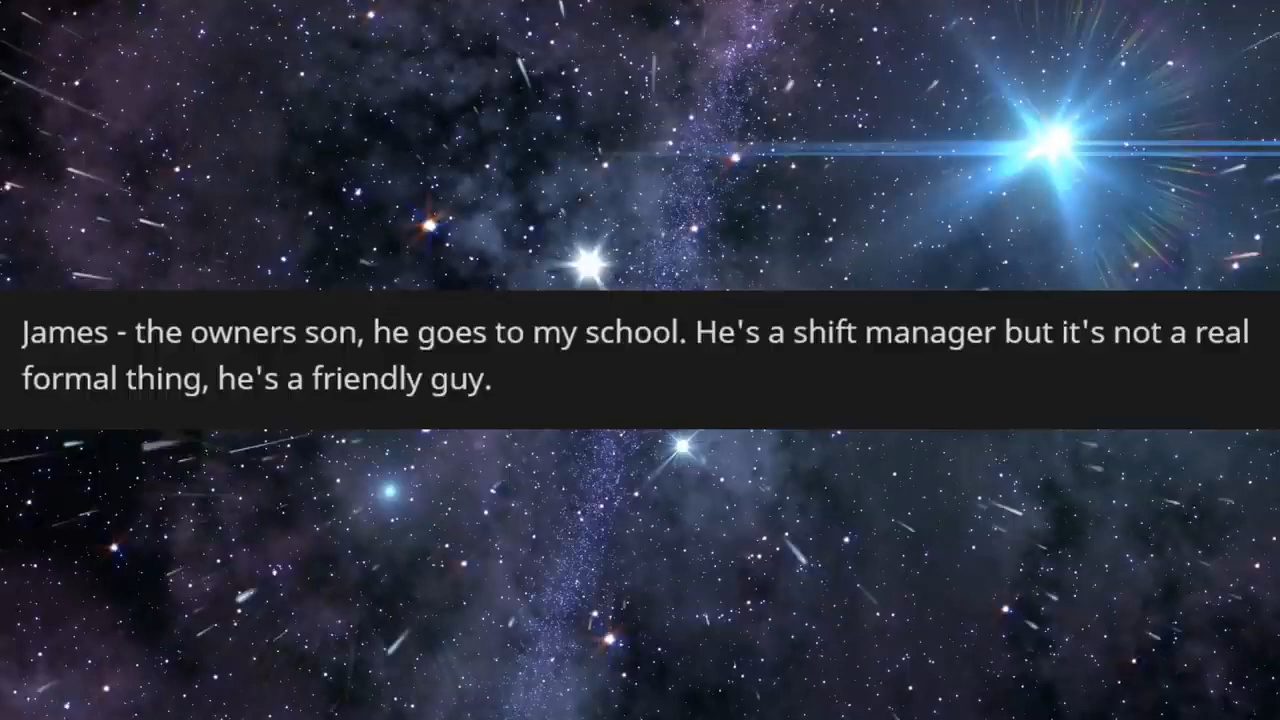 James - the owners son, he goes to my school. He's a shift manager but it's not a real
formal thing, he's a friendly guy.